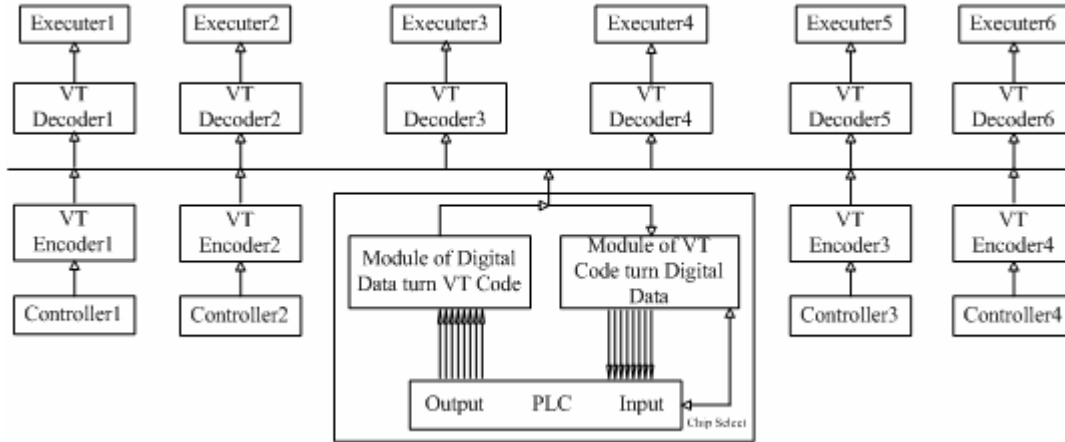 Executer1
Executer2
Executer3
Executer4
Executer5
Executer6
VT
Decoder1
VT
Decoder2
VT
Decoder3
VT
Decoder4
VT
Decoder5
VT
Decoder6
VT
Encoder1
VT
Encoder2
Module of Digital
Data turn VT Code
Module of VT
Code turn Digital
Data
VT
Encoder3
VT
Encoder4
Controller1
Controller2
Controller3
Controller4
Output PLC Input
Chip Select